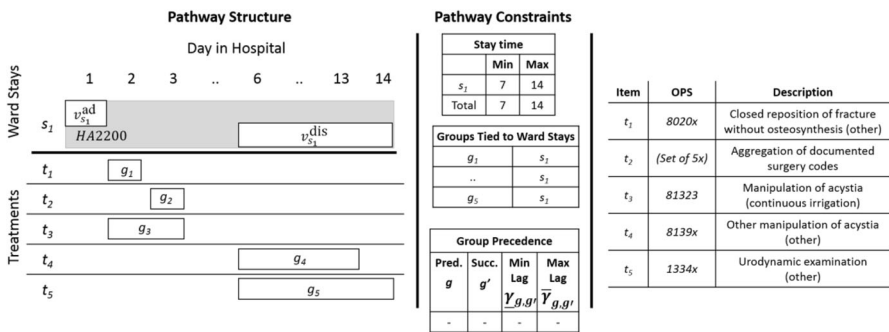 Pathway Structure
Day in Hospital
1 2 3 .. 6 .. 13 14
Ward Stays
s1
v_s1^ad
HA2200
v_s1^dis
Treatments
t1 g1
t2 g2
t3 g3
t4 g4
t5 g5
Pathway Constraints
Stay time
Min Max
s1 7 14
Total 7 14
Groups Tied to Ward Stays
g1 s1
.. s1
g5 s1
Group Precedence
Pred. Succ. Min Max
g g' Lag Lag
γ_g,g' γ̅_g,g'
- - - -
Item OPS Description
t1 8020x Closed reposition of fracture
without osteosynthesis (other)
t2 (Set of 5x) Aggregation of documented
surgery codes
t3 81323 Manipulation of acystia
(continuous irrigation)
t4 8139x Other manipulation of acystia
(other)
t5 1334x Urodynamic examination
(other)